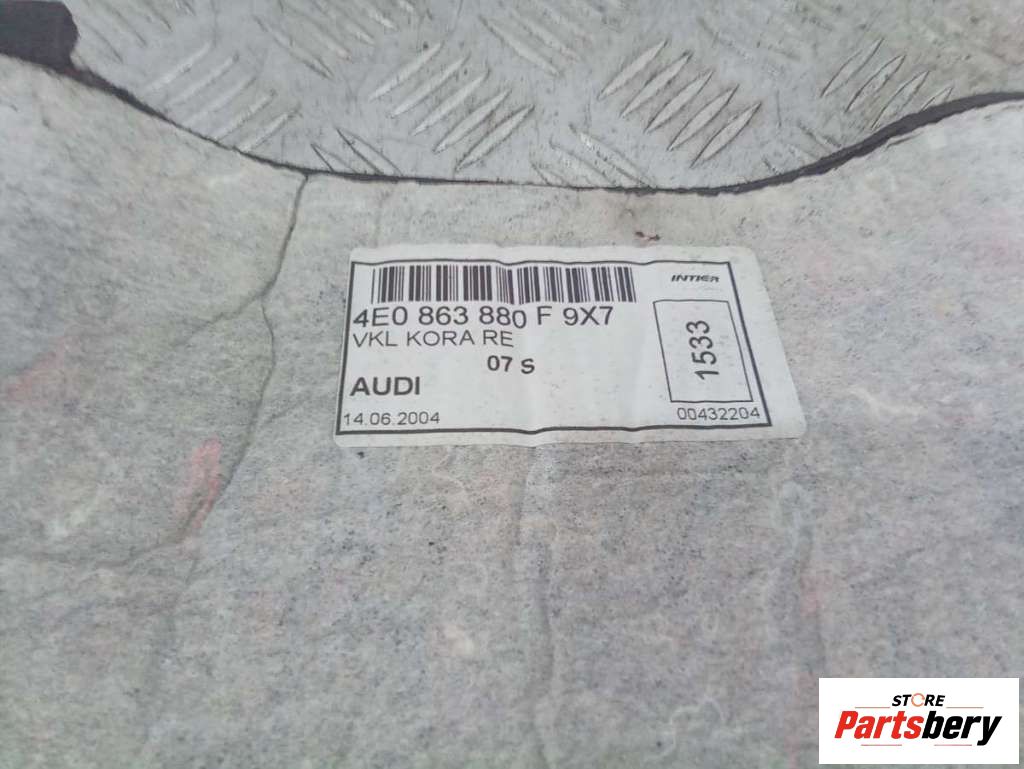 INTIER
4E0 863 880 F 9X7
VKL KORA RE
07 S
1533
AUDI
14.06.2004
00432204
STORE
Partsbery